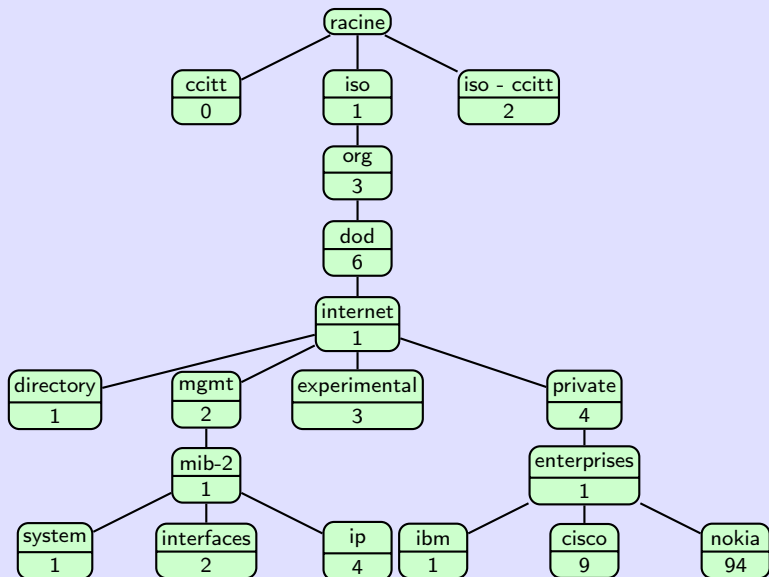 racine
ccitt
0
iso
1
iso - ccitt
2
org
3
dod
6
internet
1
directory
1
mgmt
2
experimental
3
private
4
mib-2
1
enterprises
1
system
1
interfaces
2
ip
4
ibm
1
cisco
9
nokia
94